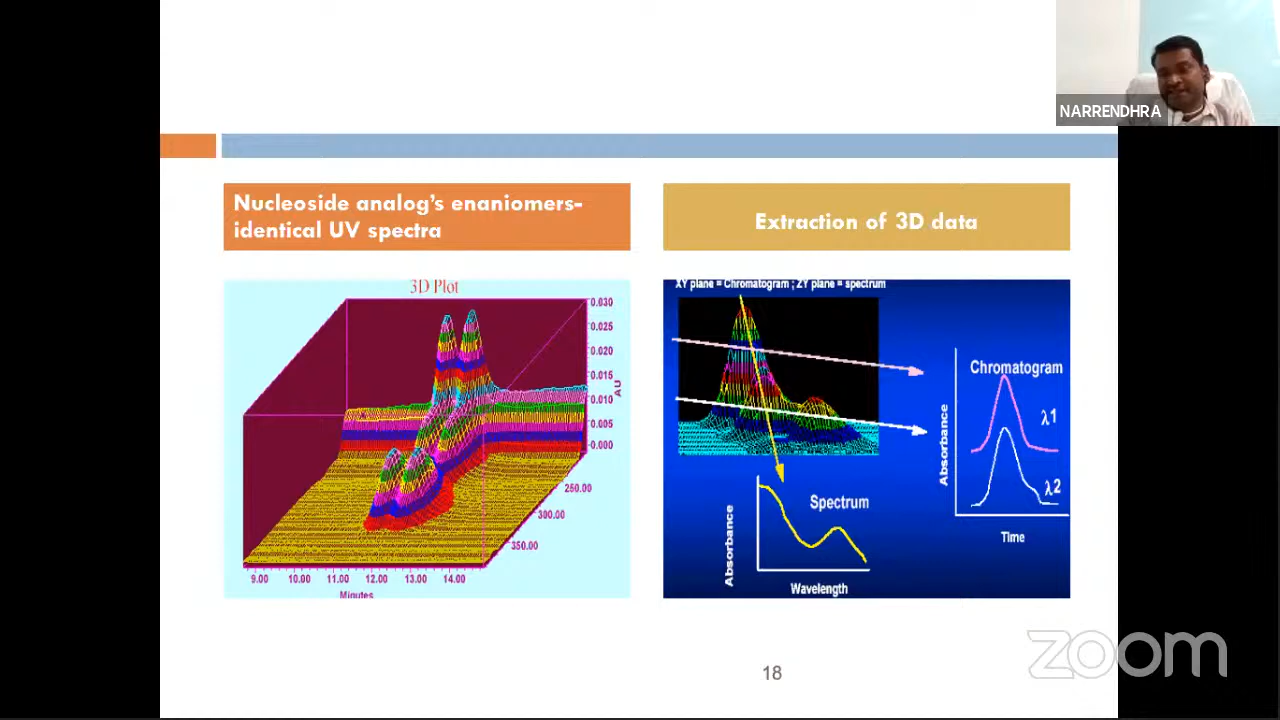 NARRENDHRA
Nucleoside analog's enaniomers-
identical UV spectra
Extraction of 3D data
3D Plot
0.030
0.025
0.020
0.015
0.010
0.005
0.000
AU
250.00
300.00
350.00
9.00 10.00 11.00 12.00 13.00 14.00
Minutes
XY plane = Chromatogram ; ZY plane = spectrum
Chromatogram
λ1
λ2
Absorbance
Time
Spectrum
Absorbance
Wavelength
zoom
18